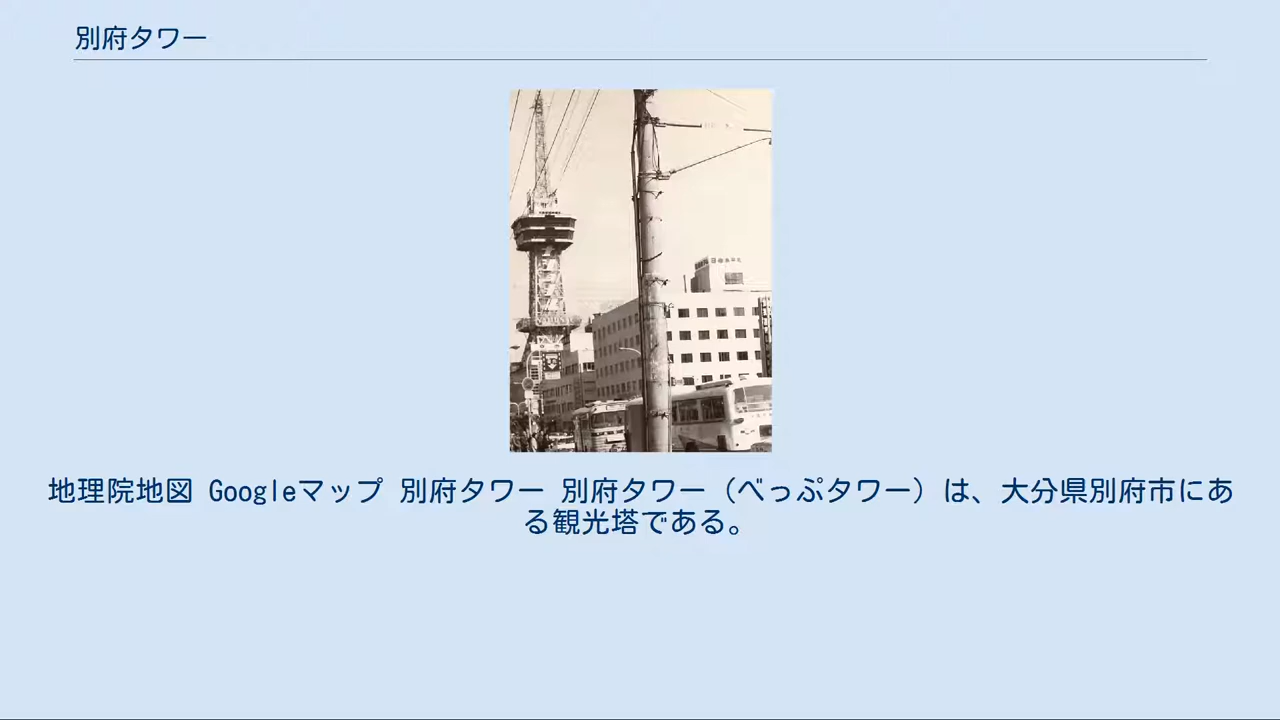 別府タワー
地理院地図 Googleマップ 別府タワー 別府タワー（べっぷタワー）は、大分県別府市にあ
る観光塔である。